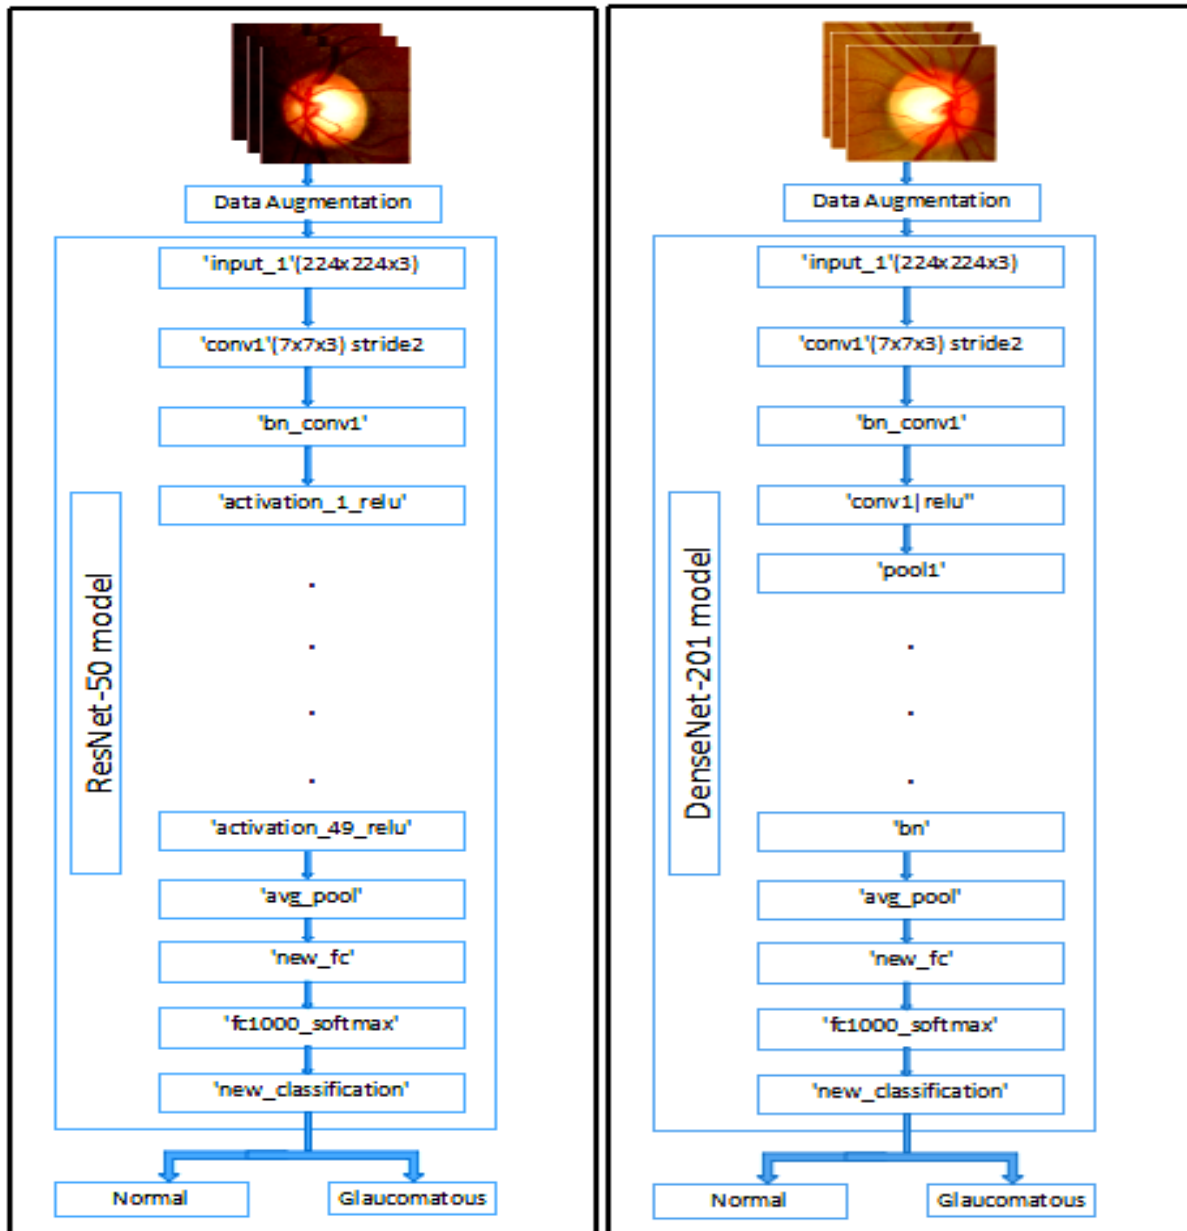 Data Augmentation
'input_1'(224x224x3)
'conv1'(7x7x3) stride2
'bn_conv1'
'activation_1_relu'
ResNet-50 model
'activation_49_relu'
'avg_pool'
'new_fc'
'fc1000_softmax'
'new_classification'
Normal
Glaucomatous
Data Augmentation
'input_1'(224x224x3)
'conv1'(7x7x3) stride2
'bn_conv1'
'conv1|relu"
'pool1'
DenseNet-201 model
'bn'
'avg_pool'
'new_fc'
'fc1000_softmax'
'new_classification'
Normal
Glaucomatous